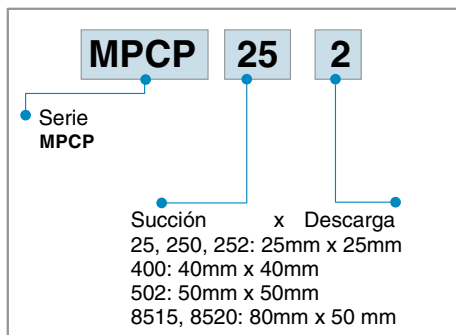 MPCP 25 2
Serie
MPCP
Succión x Descarga
25, 250, 252: 25mm x 25mm
400: 40mm x 40mm
502: 50mm x 50mm
8515, 8520: 80mm x 50 mm